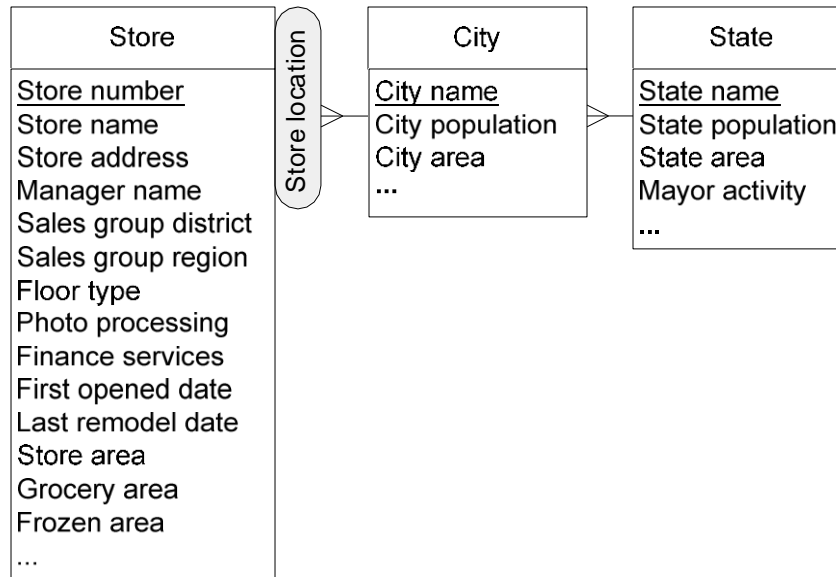 Store
Store number
Store name
Store address
Manager name
Sales group district
Sales group region
Floor type
Photo processing
Finance services
First opened date
Last remodel date
Store area
Grocery area
Frozen area
...
Store location
City
City name
City population
City area
...
State
State name
State population
State area
Mayor activity
...